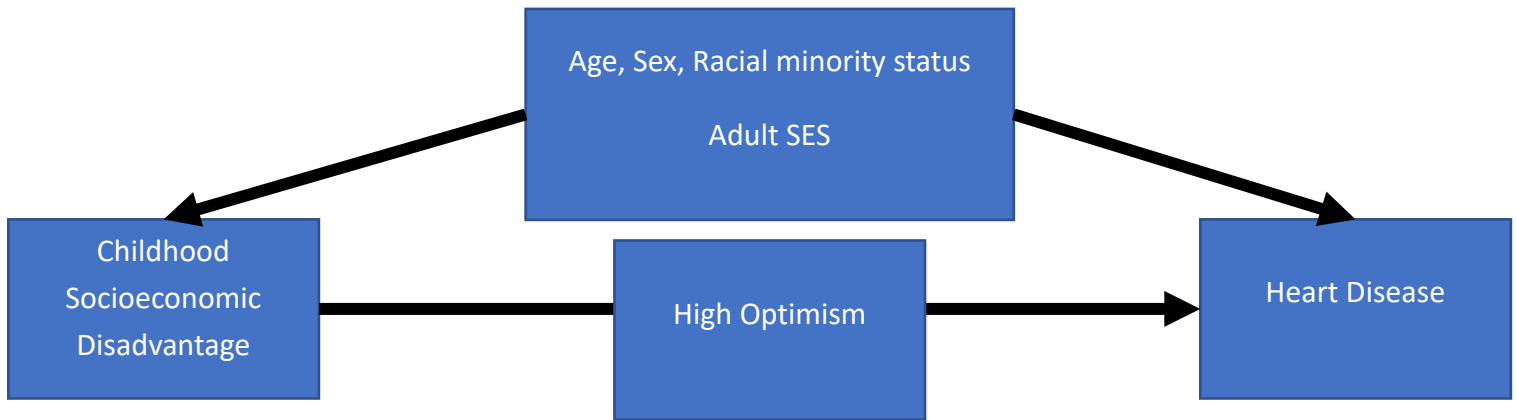 Age, Sex, Racial minority status
Adult SES
Childhood
Socioeconomic
Disadvantage
High Optimism
Heart Disease